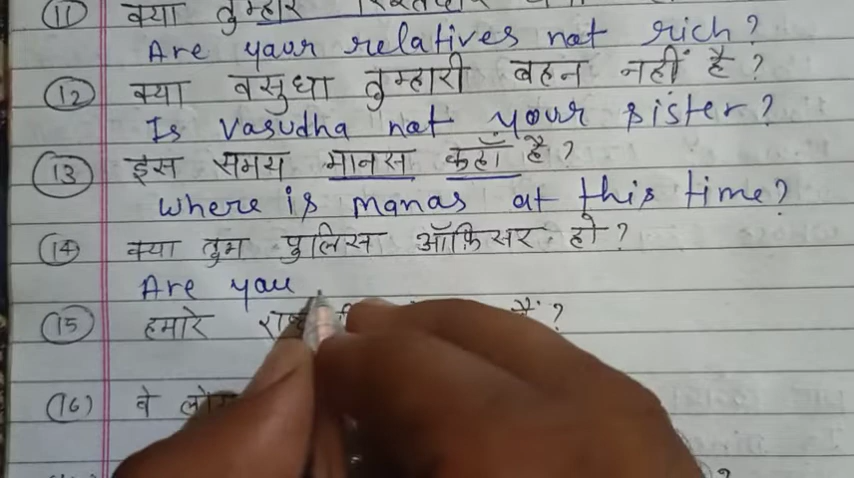 (11) क्या तुम्हारे
Are your relatives not rich?
(12) क्या वसुधा तुम्हारी बहन नहीं है?
Is Vasudha not your sister?
(13) इस समय मानस कहाँ है?
Where is manas at this time?
(14) क्या तुम पुलिस ऑफ़िसर हो?
Are you
(15) हमारे ?
(16) वे